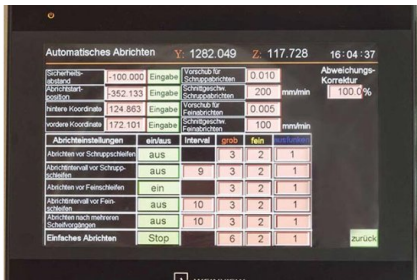 Automatisches Abrichten Y: 1282.049 Z: 117.728 16:04:37
Sicherheits-
abstand -100.000 Eingabe Vorschub für
Schruppabrichten 0.010 Abweichungs-
Korrektur
Abrichtstart-
position -352.133 Eingabe Schnittgeschw.
Schruppabrichten 200 mm/min 100.0%
hintere Koordinate 124.863 Eingabe Vorschub für
Feinabrichten 0.005
vordere Koordinate 172.101 Eingabe Schnittgeschw.
Feinabrichten 100 mm/min
Abrichteinstellungen ein/aus Interval grob fein
Abrichten vor Schruppschleifen aus 3 2 1
Abrichtintervall vor Schrupp-
schleifen aus 9 3 2 1
Abrichten vor Feinschleifen ein 3 2 1
Abrichtintervall vor Fein-
schleifen aus 10 3 2 1
Abrichten nach mehreren
Scheifvorgängen aus 10 3 2 1
Einfaches Abrichten Stop 6 2 1 zurück